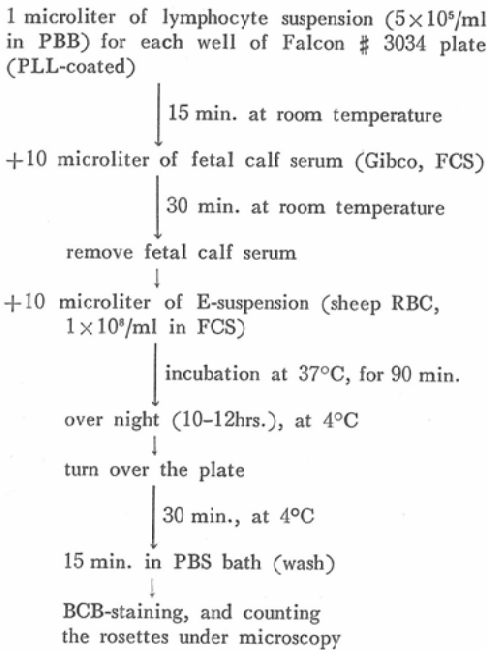 1 microliter of lymphocyte suspension (5×10⁵/ml
in PBB) for each well of Falcon # 3034 plate
(PLL-coated)
15 min. at room temperature
+10 microliter of fetal calf serum (Gibco, FCS)
30 min. at room temperature
remove fetal calf serum
+10 microliter of E-suspension (sheep RBC,
1×10⁸/ml in FCS)
incubation at 37°C, for 90 min.
over night (10–12hrs.), at 4°C
turn over the plate
30 min., at 4°C
15 min. in PBS bath (wash)
BCB-staining, and counting
the rosettes under microscopy